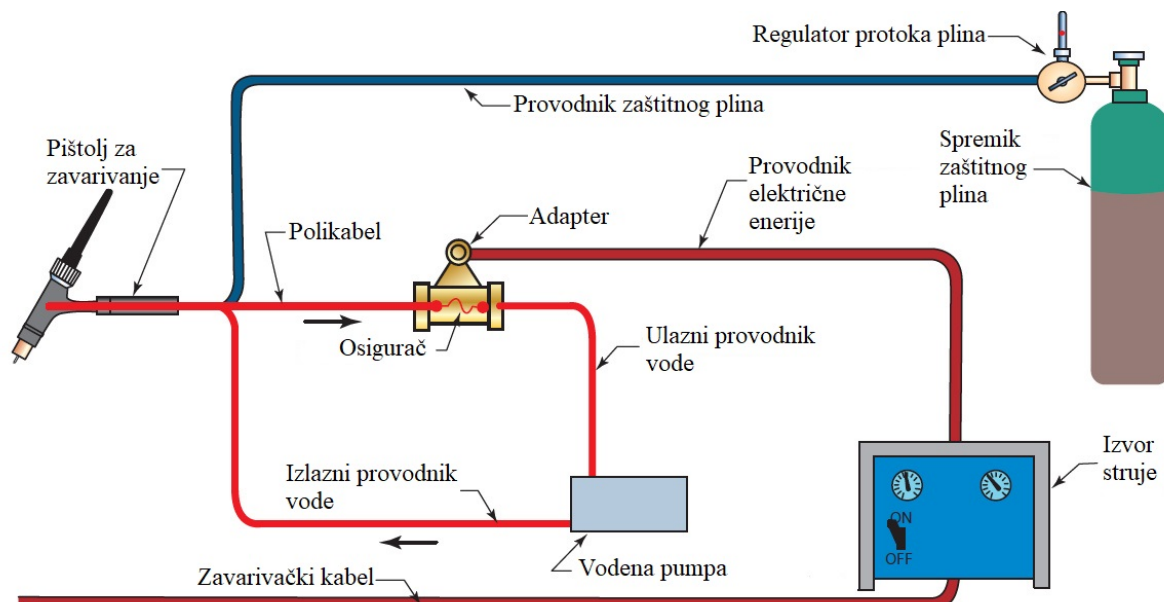 Regulator protoka plina
Provodnik zaštitnog plina
Pištolj za
zavarivanje
Spremik
zaštitnog
plina
Provodnik
električne
enerije
Adapter
Polikabel
Osigurač
Ulazni provodnik
vode
Izvor
struje
Izlazni provodnik
vode
ON
OFF
Vodena pumpa
Zavarivački kabel